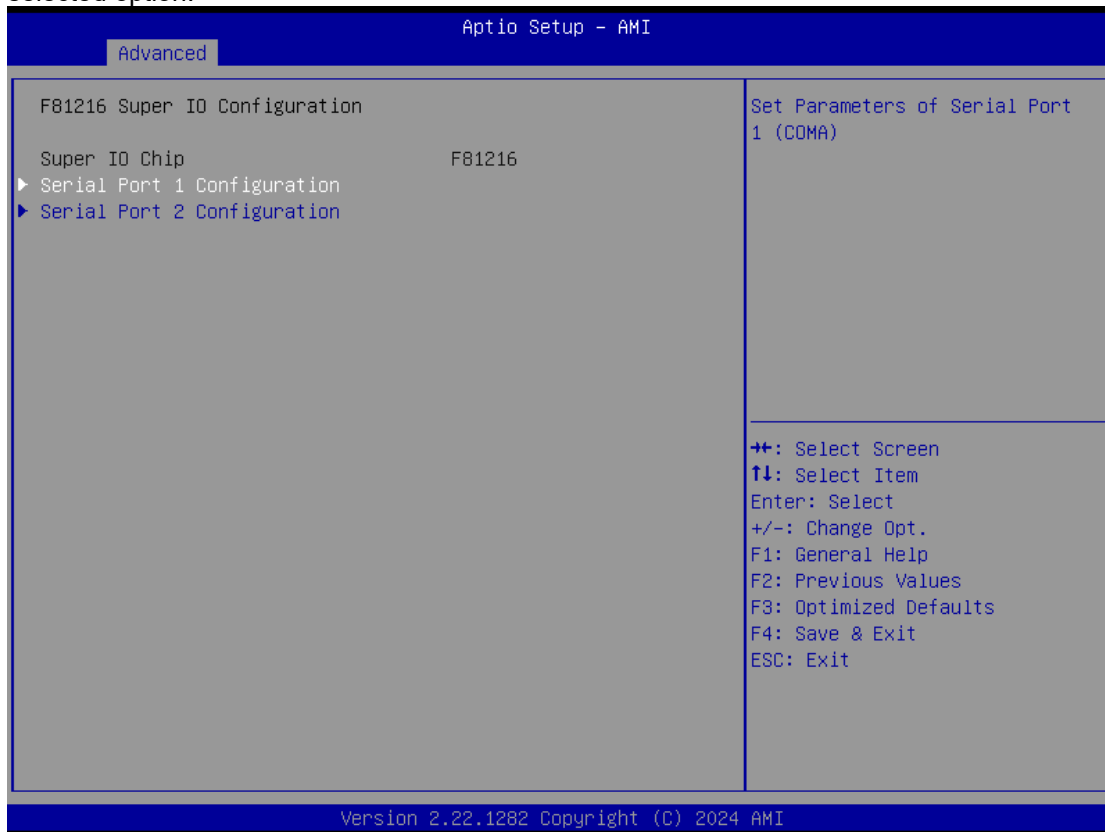 selected option.
Aptio Setup – AMI
Advanced
F81216 Super IO Configuration
Super IO Chip F81216
Serial Port 1 Configuration
Serial Port 2 Configuration
Set Parameters of Serial Port
1 (COMA)
→←: Select Screen
↑↓: Select Item
Enter: Select
+/-: Change Opt.
F1: General Help
F2: Previous Values
F3: Optimized Defaults
F4: Save & Exit
ESC: Exit
Version 2.22.1282 Copyright (C) 2024 AMI